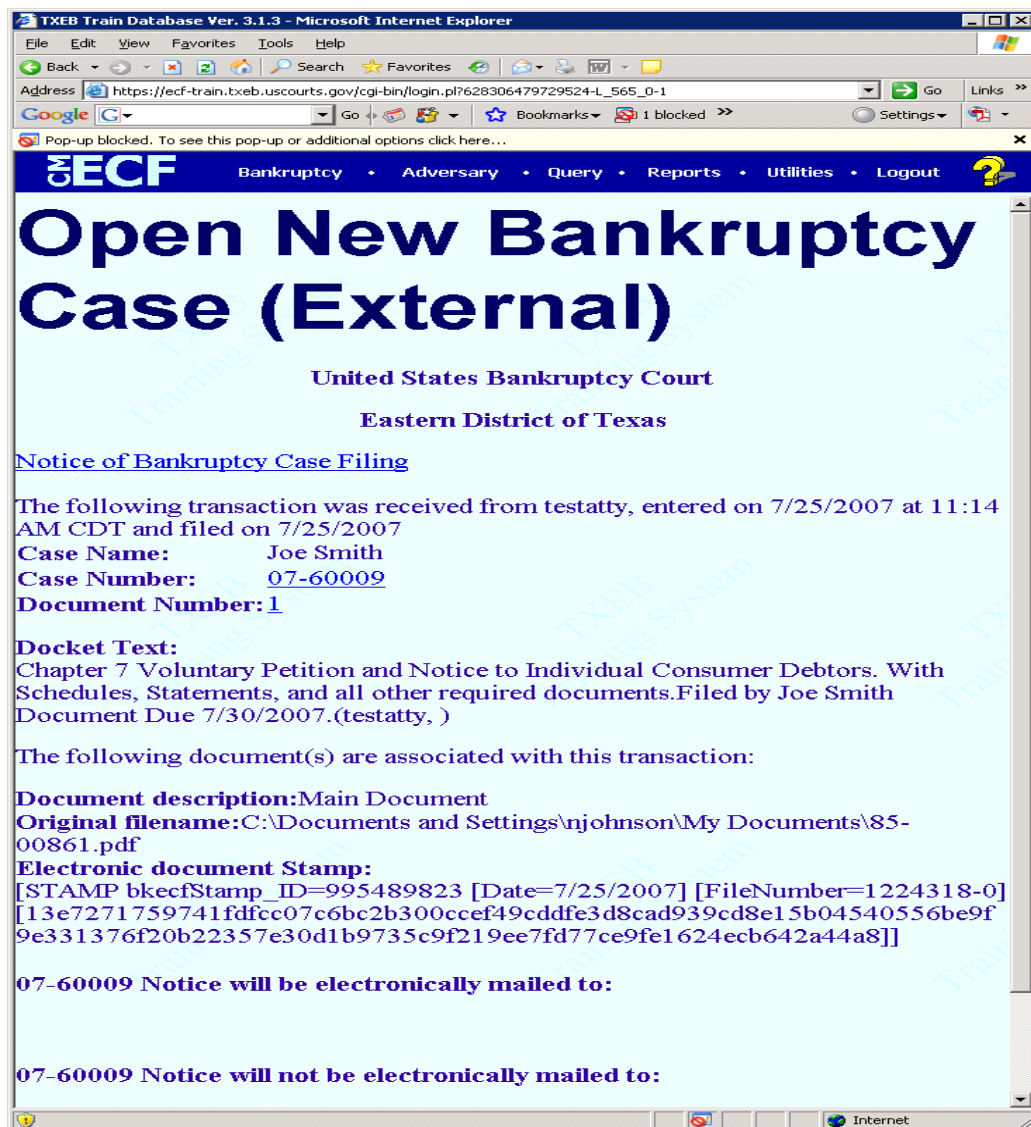 TXEB Train Database Ver. 3.1.3 - Microsoft Internet Explorer
File Edit View Favorites Tools Help
Back Search Favorites
Address https://ecf-train.txeb.uscourts.gov/cgi-bin/login.pl?628306479729524-L_565_0-1 Go Links »
Google G Go Bookmarks 1 blocked » Settings
Pop-up blocked. To see this pop-up or additional options click here... x
CM ECF Bankruptcy • Adversary • Query • Reports • Utilities • Logout ?
Open New Bankruptcy
Case (External)
United States Bankruptcy Court
Eastern District of Texas
Notice of Bankruptcy Case Filing
The following transaction was received from testatty, entered on 7/25/2007 at 11:14
AM CDT and filed on 7/25/2007
Case Name: Joe Smith
Case Number: 07-60009
Document Number: 1
Docket Text:
Chapter 7 Voluntary Petition and Notice to Individual Consumer Debtors. With
Schedules, Statements, and all other required documents.Filed by Joe Smith
Document Due 7/30/2007.(testatty, )
The following document(s) are associated with this transaction:
Document description:Main Document
Original filename:C:\Documents and Settings\njohnson\My Documents\85-
00861.pdf
Electronic document Stamp:
[STAMP bkecfStamp_ID=995489823 [Date=7/25/2007] [FileNumber=1224318-0]
[13e7271759741fdfcc07c6bc2b300ccef49cddfe3d8cad939cd8e15b04540556be9f
9e331376f20b22357e30d1b9735c9f219ee7fd77ce9fe1624ecb642a44a8]]
07-60009 Notice will be electronically mailed to:
07-60009 Notice will not be electronically mailed to:
Internet
TXEB
Training System